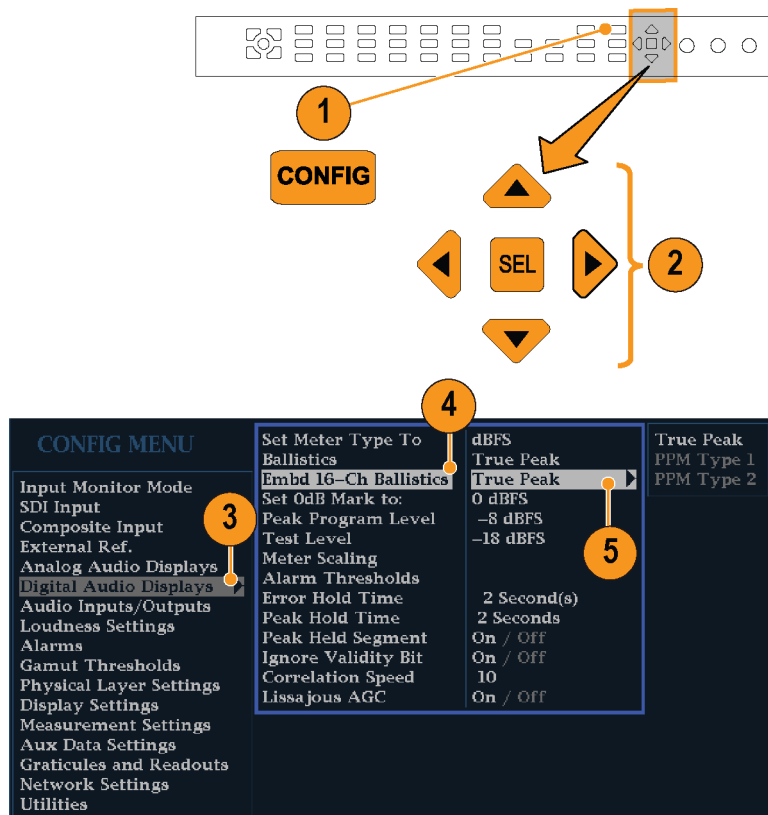 1
CONFIG
SEL
2
4
CONFIG MENU
Input Monitor Mode
SDI Input
Composite Input
3
External Ref.
Analog Audio Displays
Digital Audio Displays
Audio Inputs/Outputs
Loudness Settings
Alarms
Gamut Thresholds
Physical Layer Settings
Display Settings
Measurement Settings
Aux Data Settings
Graticules and Readouts
Network Settings
Utilities
Set Meter Type To dBFS
Ballistics True Peak
Embd 16-Ch Ballistics True Peak
Set 0dB Mark to: 0 dBFS
Peak Program Level -8 dBFS
Test Level -18 dBFS
5
Meter Scaling
Alarm Thresholds
Error Hold Time 2 Second(s)
Peak Hold Time 2 Seconds
Peak Held Segment On / Off
Ignore Validity Bit On / Off
Correlation Speed 10
Lissajous AGC On / Off
True Peak
PPM Type 1
PPM Type 2